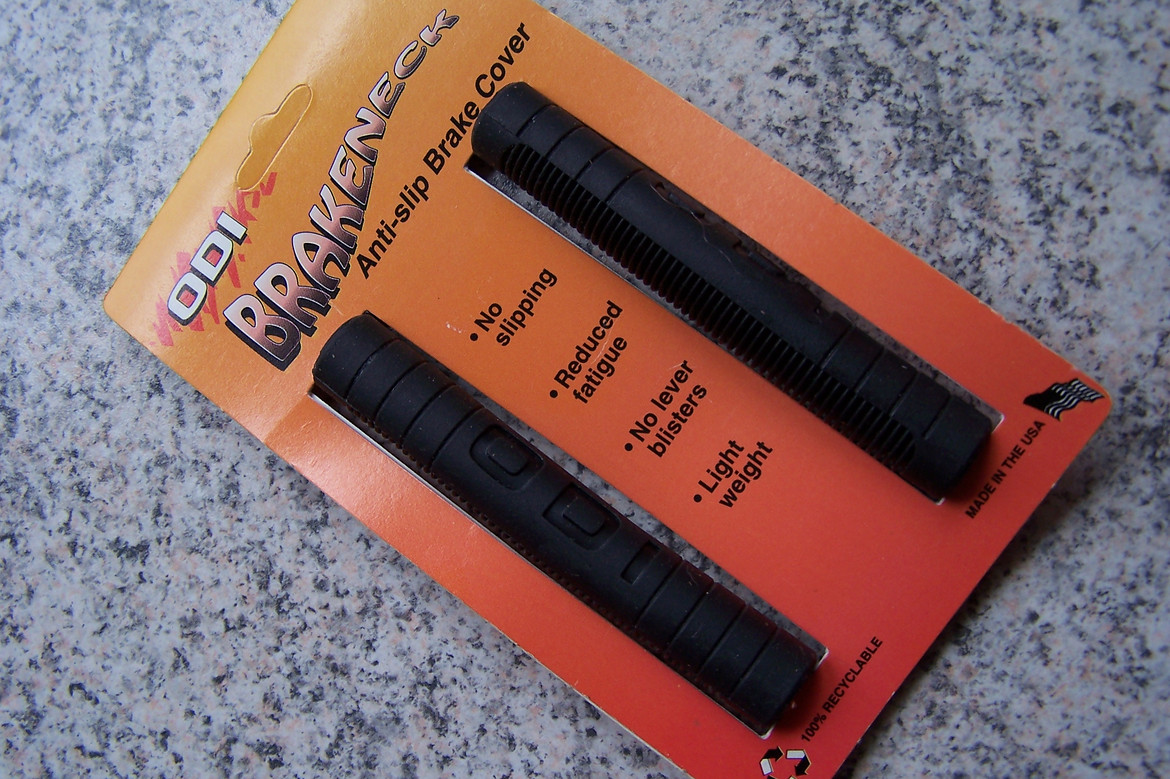 ODI
BRAKENECK
Anti-slip Brake Cover
• No
slipping
• Reduced
fatigue
• No lever
blisters
• Light
weight
MADE IN THE USA
100% RECYCLABLE
ODI